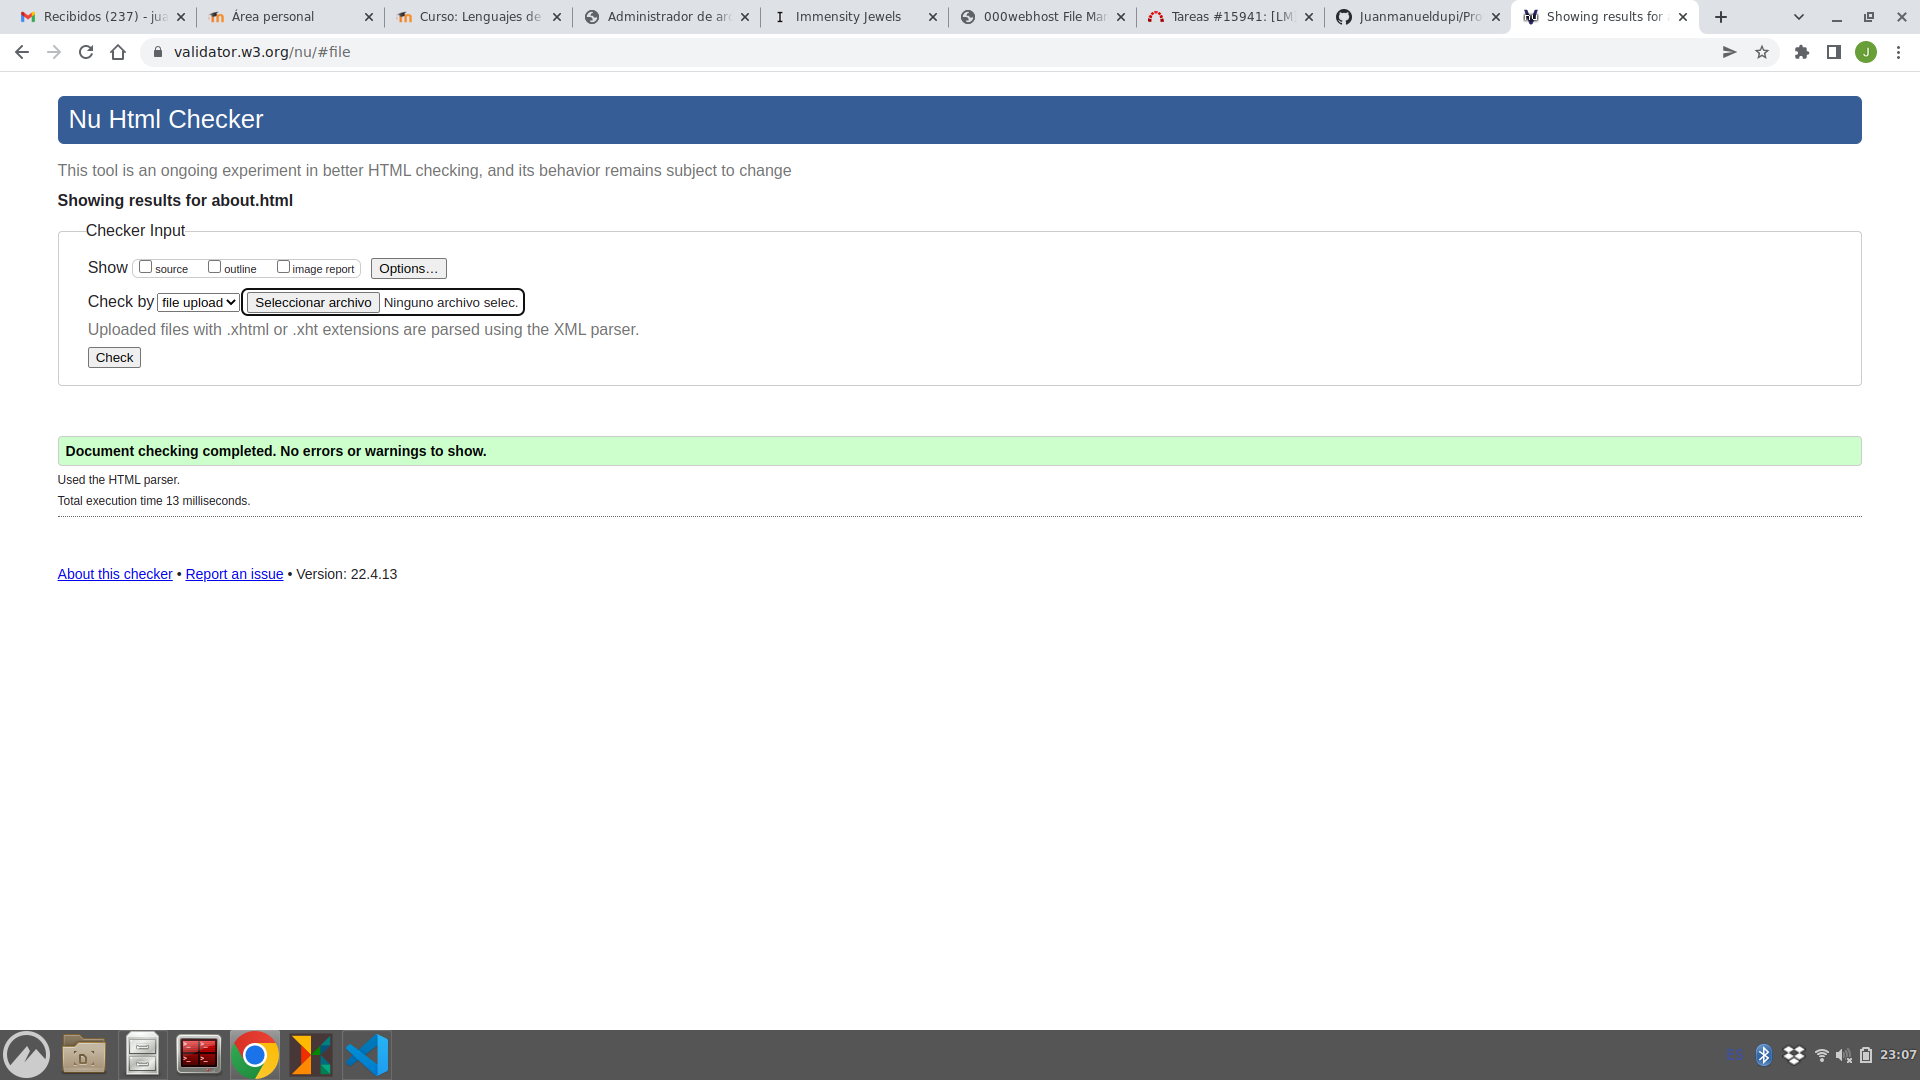 Recibidos (237) - jua
Área personal
Curso: Lenguajes de
Administrador de arc
Immensity Jewels
000webhost File Man
Tareas #15941: [LM]
Juanmanueldupi/Pro
Showing results for a
validator.w3.org/nu/#file
J
Nu Html Checker
This tool is an ongoing experiment in better HTML checking, and its behavior remains subject to change
Showing results for about.html
Checker Input
Show source outline image report Options…
Check by file upload Seleccionar archivo Ninguno archivo selec.
Uploaded files with .xhtml or .xht extensions are parsed using the XML parser.
Check
Document checking completed. No errors or warnings to show.
Used the HTML parser.
Total execution time 13 milliseconds.
About this checker • Report an issue • Version: 22.4.13
D
ES
23:07